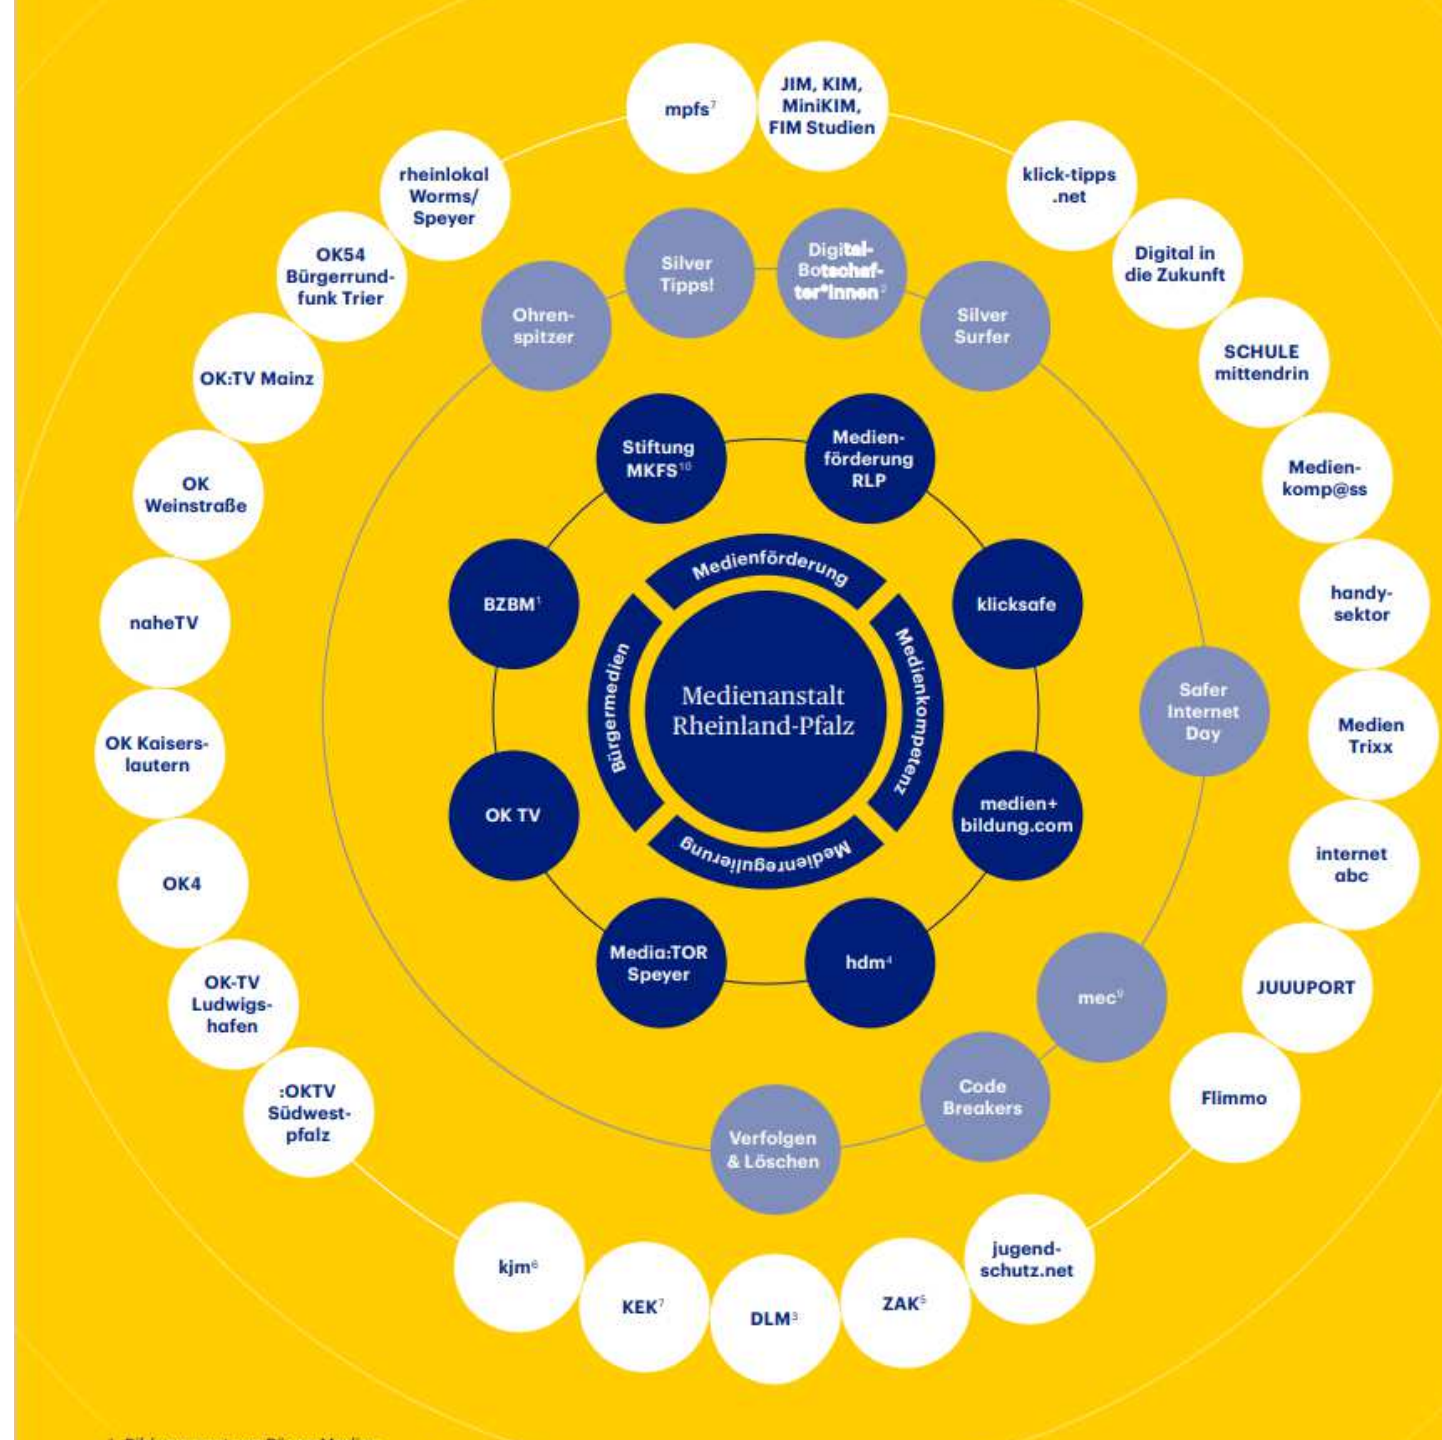 mpfs⁷
JIM, KIM,
MiniKIM,
FIM Studien
klick-tipps
.net
Digital in
die Zukunft
SCHULE
mittendrin
Medien-
komp@ss
handy-
sektor
Medien
Trixx
internet
abc
JUUUPORT
Flimmo
jugend-
schutz.net
ZAK⁵
DLM³
KEK⁷
kjm⁶
:OKTV
Südwest-
pfalz
OK-TV
Ludwigs-
hafen
OK4
OK Kaisers-
lautern
naheTV
OK
Weinstraße
OK:TV Mainz
OK54
Bürgerrund-
funk Trier
rheinlokal
Worms/
Speyer
Ohren-
spitzer
Silver
Tipps!
Digital-
Botschaf-
ter*innen²
Silver
Surfer
Safer
Internet
Day
mec⁹
Code
Breakers
Verfolgen
& Löschen
Stiftung
MKFS¹⁰
Medien-
förderung
RLP
klicksafe
medien+
bildung.com
hdm⁴
Media:TOR
Speyer
OK TV
BZBM¹
Medienförderung
Medienkompetenz
Medienregulierung
Bürgermedien
Medienanstalt
Rheinland-Pfalz